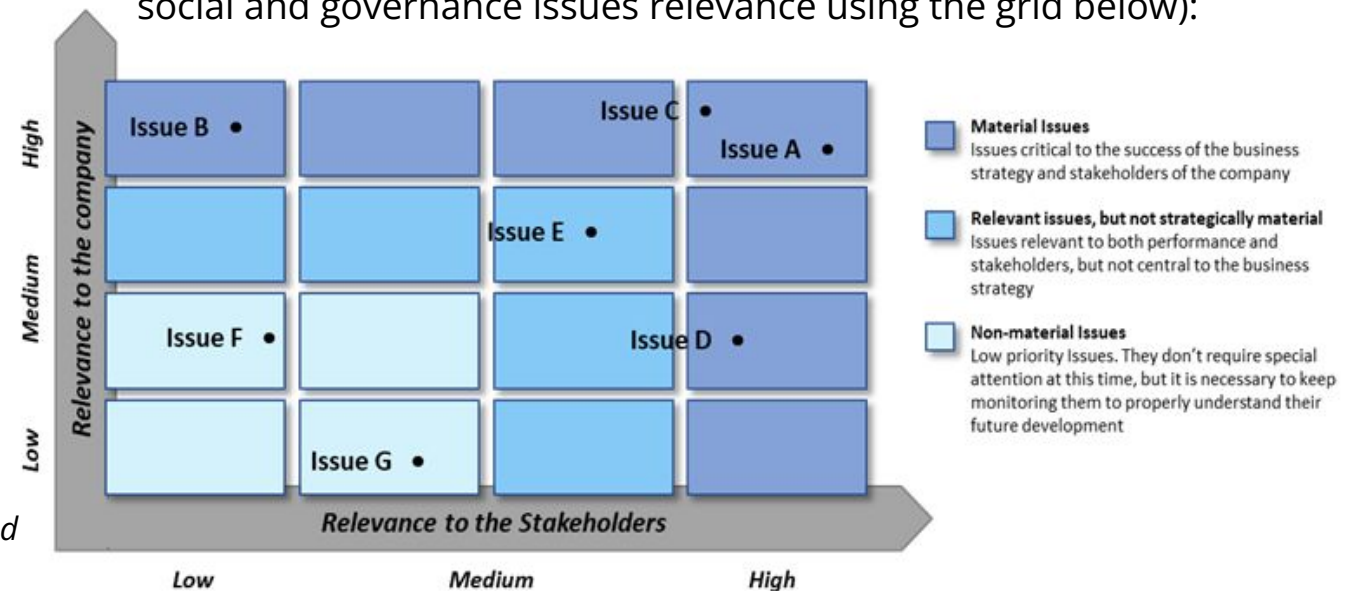 social and governance issues relevance using the grid below):
High
Medium
Low
Relevance to the company
Issue B
Issue C
Issue A
Issue E
Issue F
Issue D
Issue G
Relevance to the Stakeholders
Low
Medium
High
d
Material Issues
Issues critical to the success of the business
strategy and stakeholders of the company
Relevant issues, but not strategically material
Issues relevant to both performance and
stakeholders, but not central to the business
strategy
Non-material Issues
Low priority Issues. They don't require special
attention at this time, but it is necessary to keep
monitoring them to properly understand their
future development